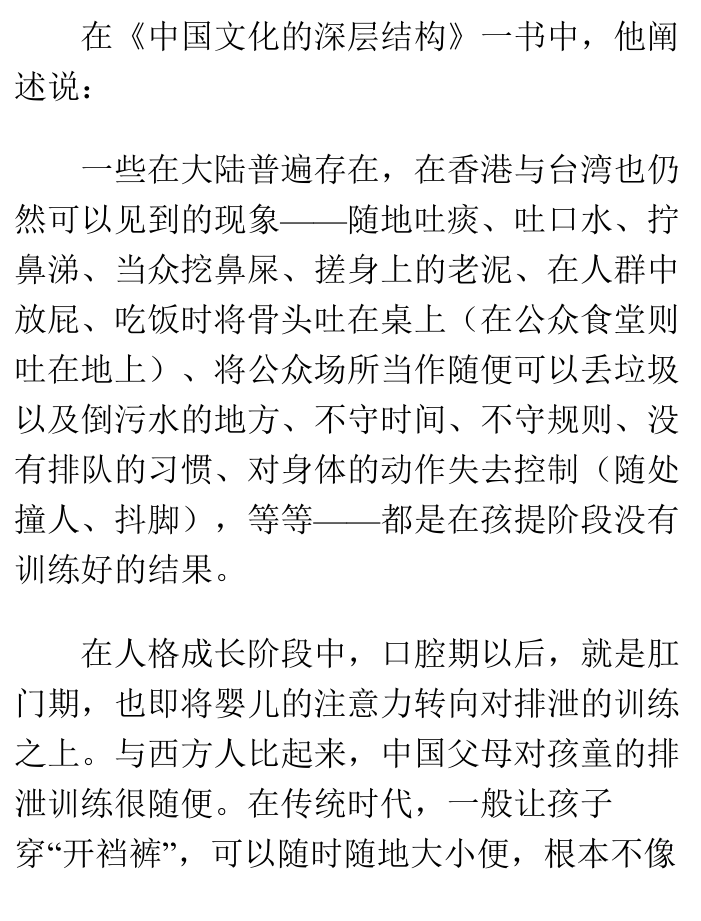 在《中国文化的深层结构》一书中，他阐
述说：
一些在大陆普遍存在，在香港与台湾也仍
然可以见到的现象——随地吐痰、吐口水、拧
鼻涕、当众挖鼻屎、搓身上的老泥、在人群中
放屁、吃饭时将骨头吐在桌上（在公众食堂则
吐在地上）、将公众场所当作随便可以丢垃圾
以及倒污水的地方、不守时间、不守规则、没
有排队的习惯、对身体的动作失去控制（随处
撞人、抖脚），等等——都是在孩提阶段没有
训练好的结果。
在人格成长阶段中，口腔期以后，就是肛
门期，也即将婴儿的注意力转向对排泄的训练
之上。与西方人比起来，中国父母对孩童的排
泄训练很随便。在传统时代，一般让孩子
穿“开裆裤”，可以随时随地大小便，根本不像